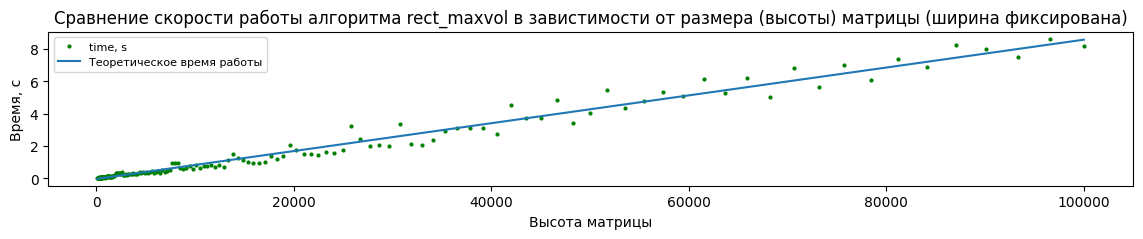 Сравнение скорости работы алгоритма rect_maxvol в завистимости от размера (высоты) матрицы (ширина фиксирована)
time, s
Теоретическое время работы
Время, с
8
6
4
2
0
0 20000 40000 60000 80000 100000
Высота матрицы